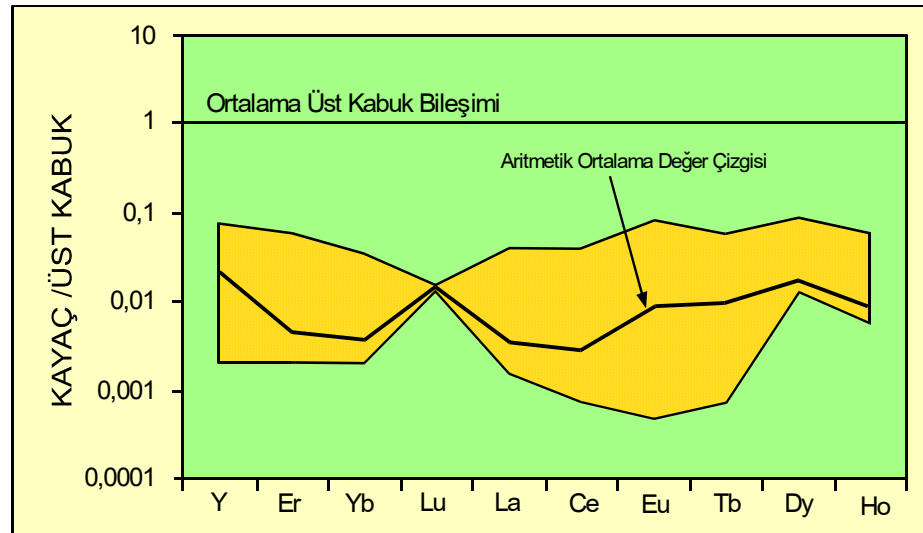 10
Ortalama Üst Kabuk Bileşimi
1
Aritmetik Ortalama Değer Çizgisi
0,1
0,01
0,001
0,0001
KAYAÇ /ÜST KABUK
Y Er Yb Lu La Ce Eu Tb Dy Ho